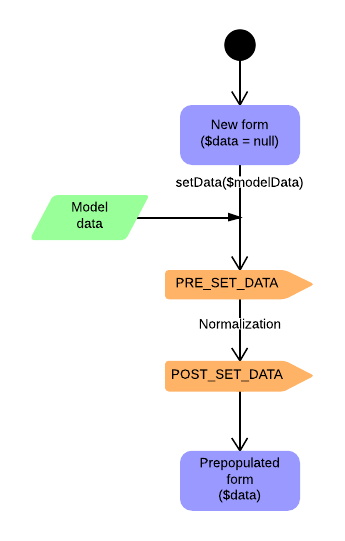 New form
($data = null)
setData($modelData)
Model
data
PRE_SET_DATA
Normalization
POST_SET_DATA
Prepopulated
form
($data)